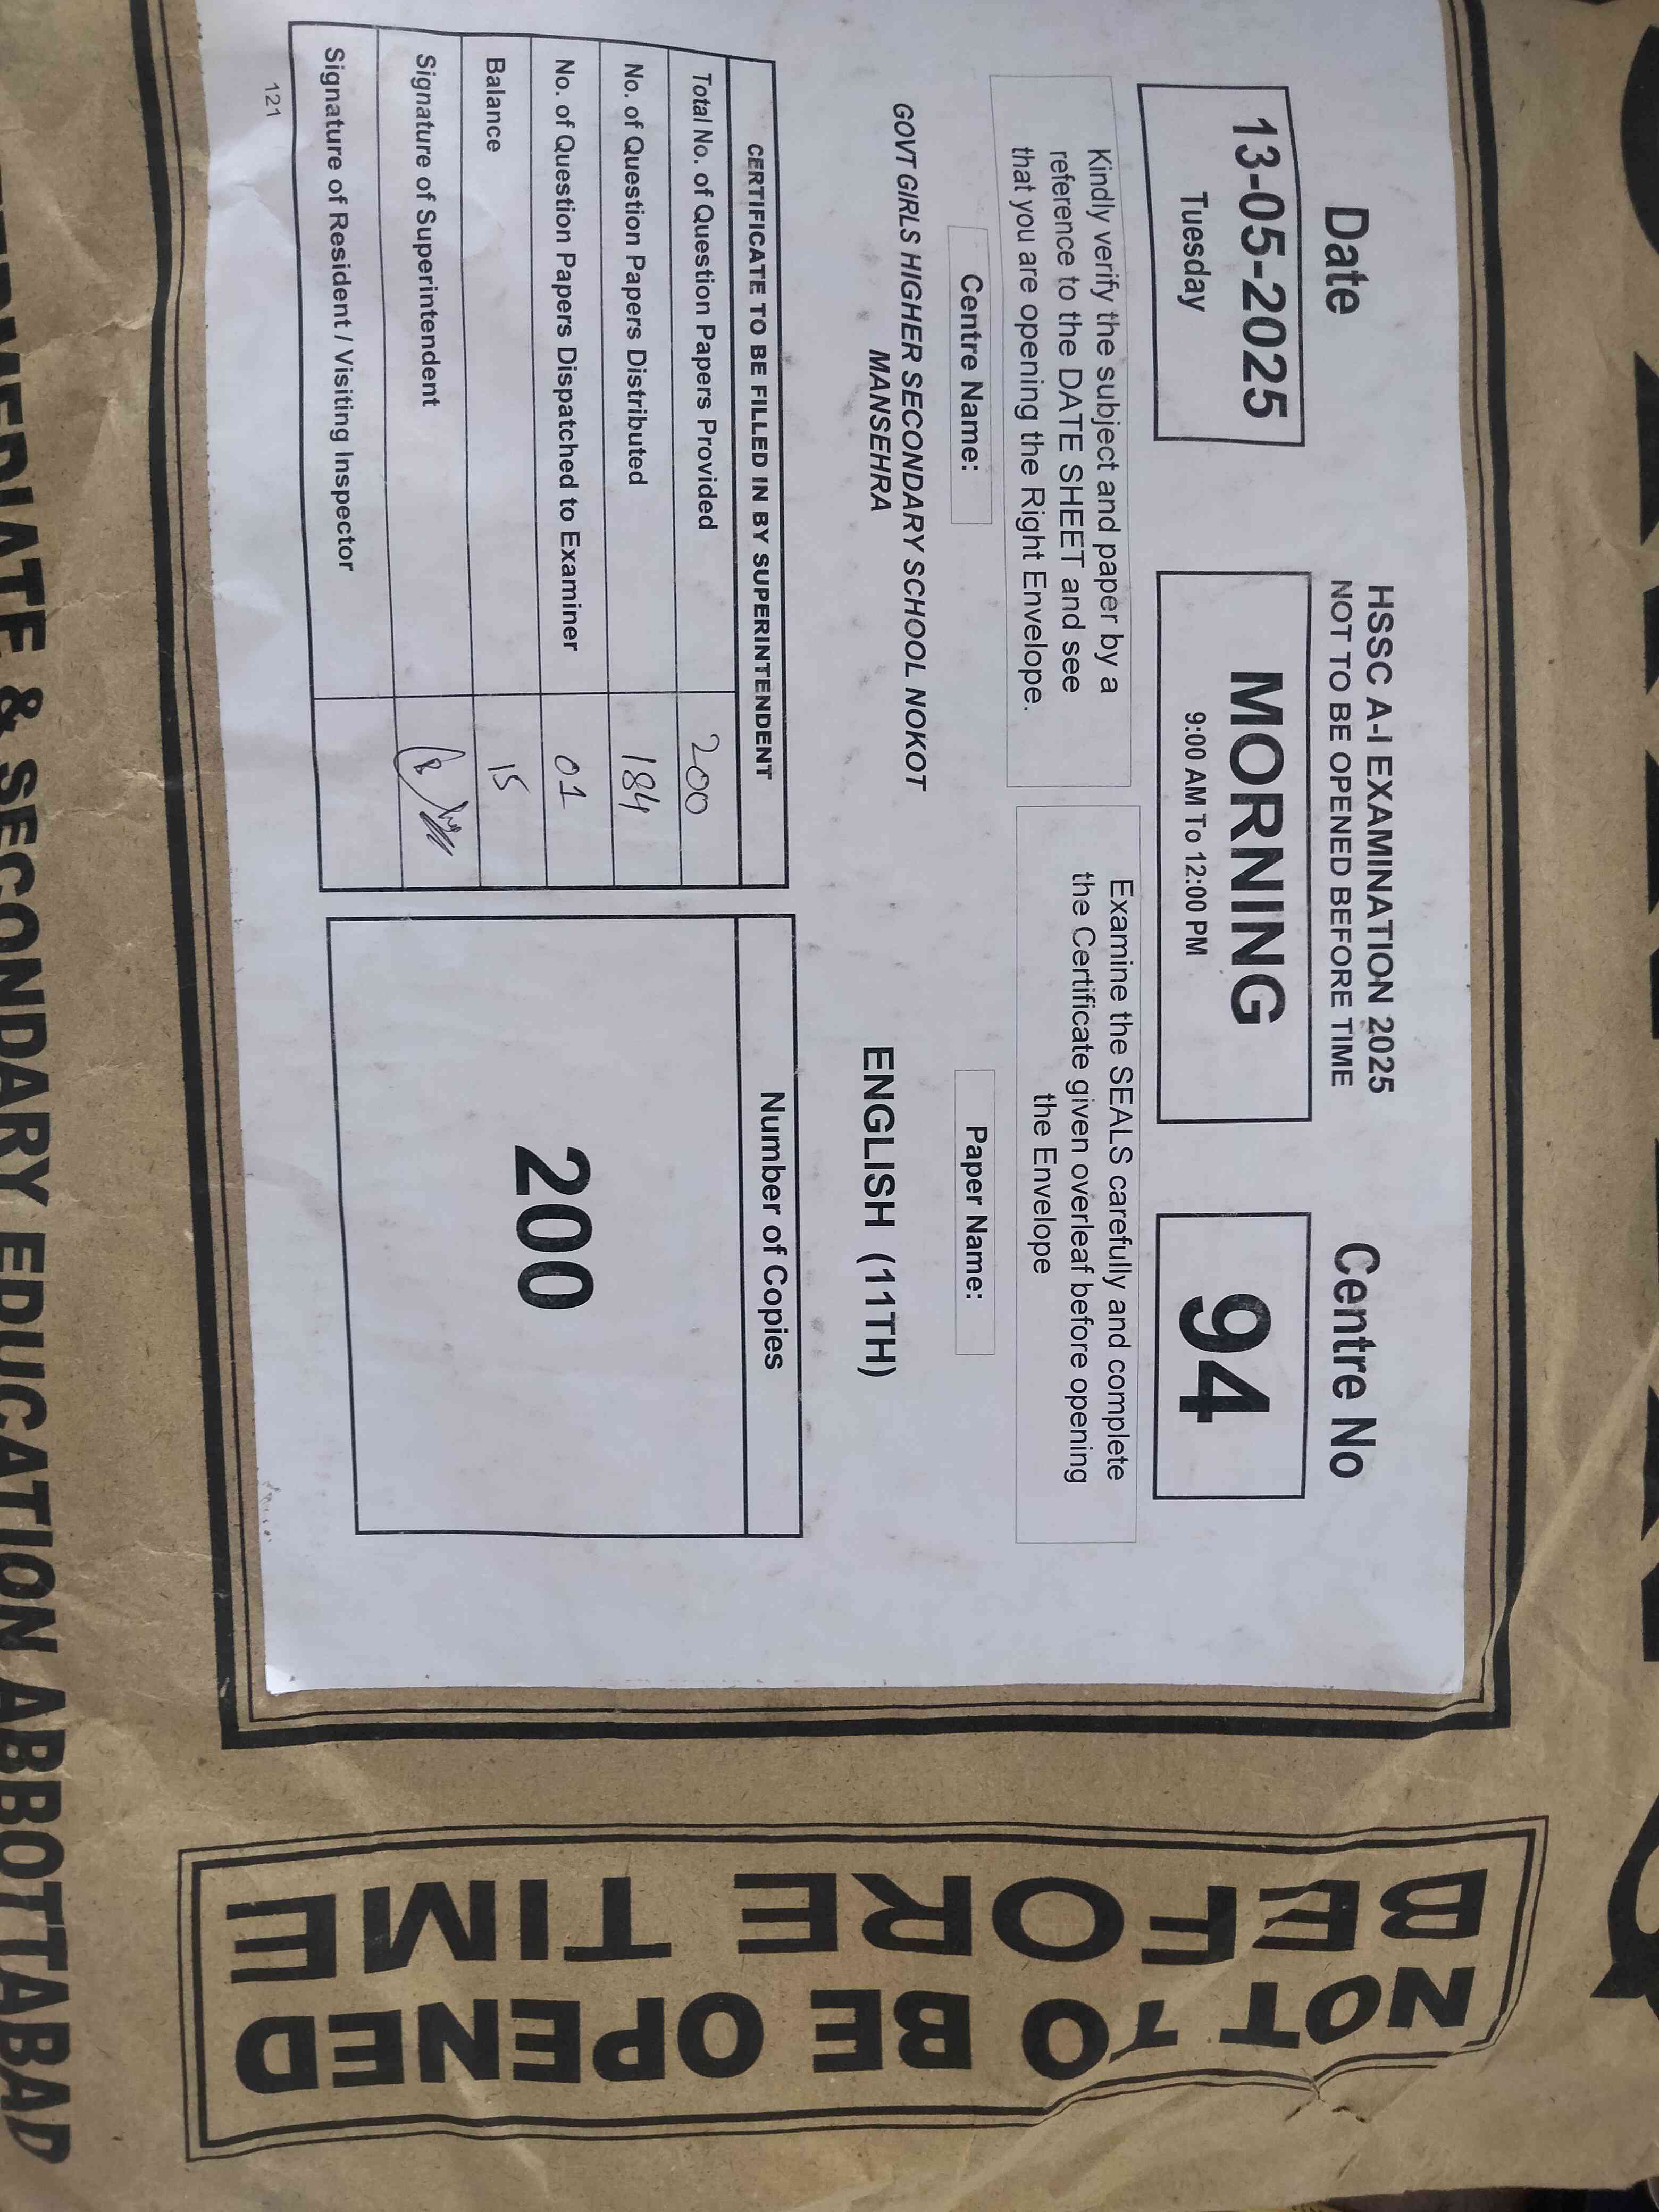 HSSC A-I EXAMINATION 2025
NOT TO BE OPENED BEFORE TIME
Date
Centre No
13-05-2025
Tuesday
MORNING
9:00 AM To 12:00 PM
94
Kindly verify the subject and paper by a
reference to the DATE SHEET and see
that you are opening the Right Envelope.
Examine the SEALS carefully and complete
the Certificate given overleaf before opening
the Envelope
Centre Name:
Paper Name:
GOVT GIRLS HIGHER SECONDARY SCHOOL NOKOT
MANSEHRA
ENGLISH (11TH)
CERTIFICATE TO BE FILLED IN BY SUPERINTENDENT
Total No. of Question Papers Provided 200
No. of Question Papers Distributed 184
No. of Question Papers Dispatched to Examiner 01
Balance 15
Signature of Superintendent
Signature of Resident / Visiting Inspector
Number of Copies
200
121
NOT TO BE OPENED
BEFORE TIME
& SECONDARY EDUCATION ABBOTTABAD